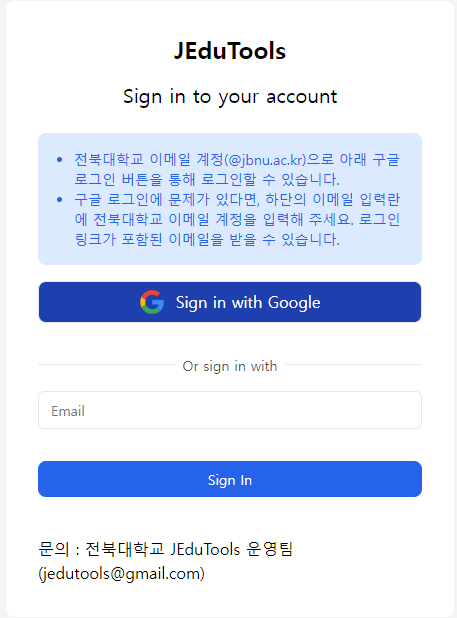 JEduTools
Sign in to your account
• 전북대학교 이메일 계정(@jbnu.ac.kr)으로 아래 구글
로그인 버튼을 통해 로그인할 수 있습니다.
• 구글 로그인에 문제가 있다면, 하단의 이메일 입력란
에 전북대학교 이메일 계정을 입력해 주세요. 로그인
링크가 포함된 이메일을 받을 수 있습니다.
Sign in with Google
Or sign in with
Email
Sign In
문의 : 전북대학교 JEduTools 운영팀
(jedutools@gmail.com)